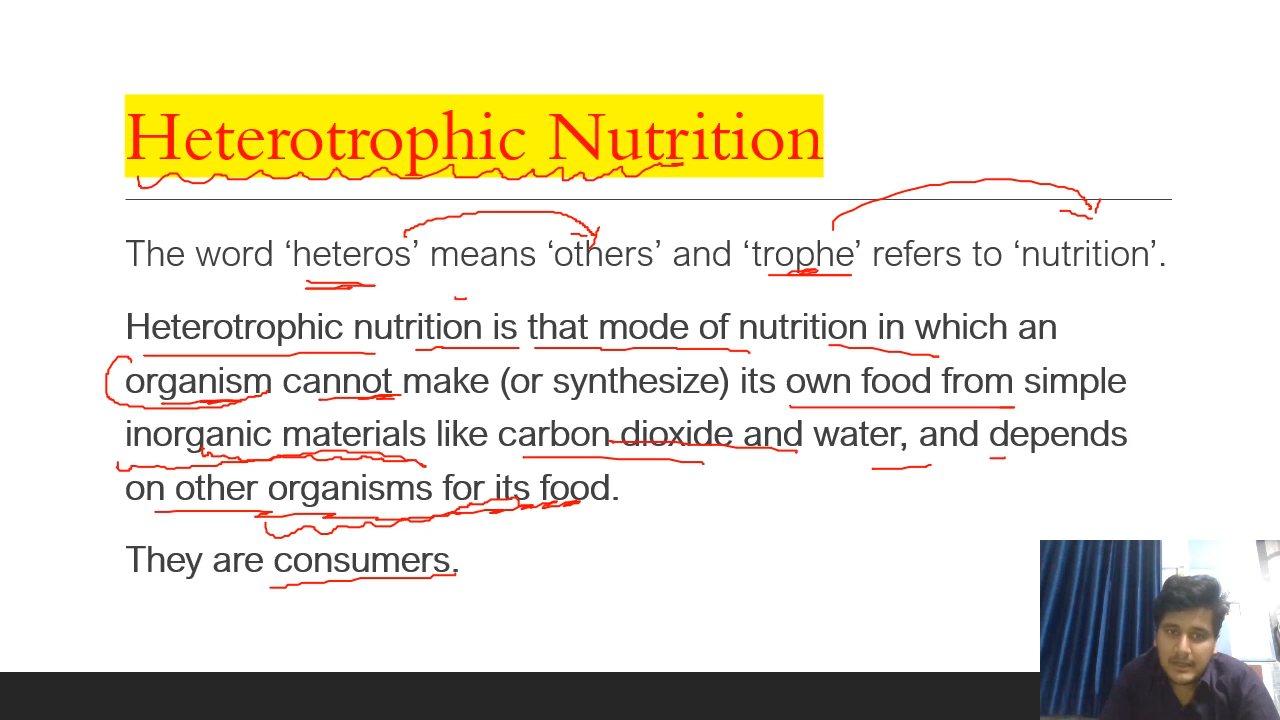 Heterotrophic Nutrition
The word ‘heteros’ means ‘others’ and ‘trophe’ refers to ‘nutrition’.
Heterotrophic nutrition is that mode of nutrition in which an
organism cannot make (or synthesize) its own food from simple
inorganic materials like carbon dioxide and water, and depends
on other organisms for its food.
They are consumers.